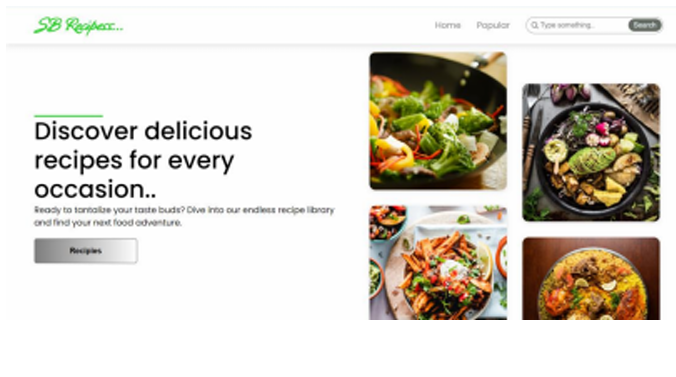 SB Recipess...
Home Popular Type something.. Search
Discover delicious
recipes for every
occasion..
Ready to tantalize your taste buds? Dive into our endless recipe library
and find your next food adventure.
Recipies